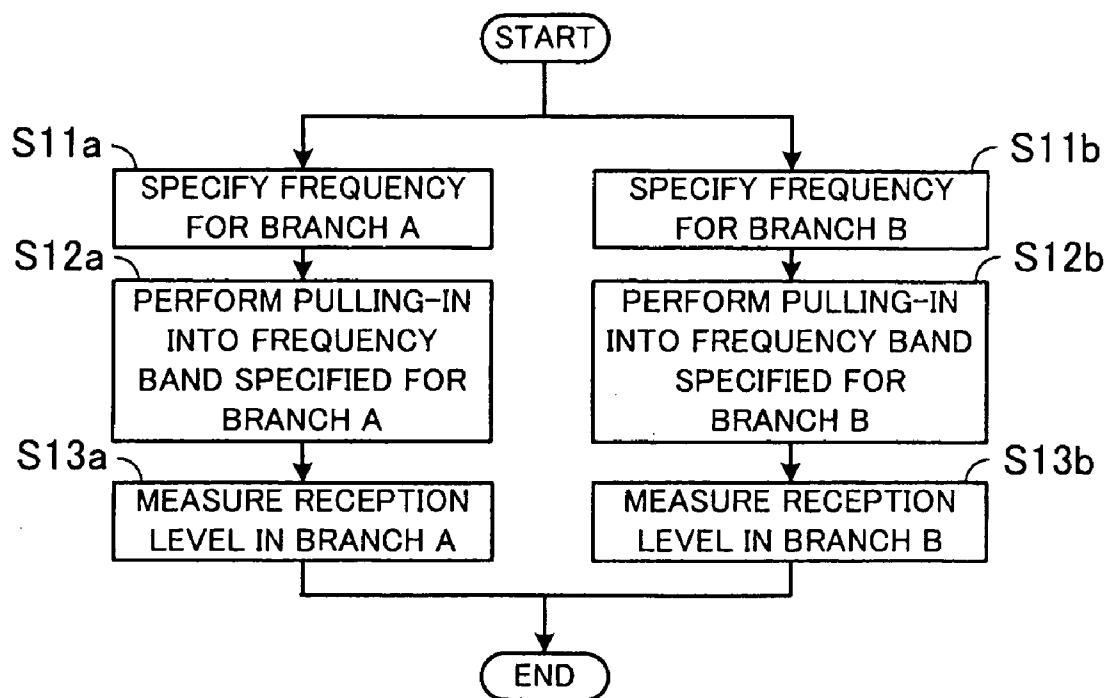 START
S11a
SPECIFY FREQUENCY
FOR BRANCH A
S11b
SPECIFY FREQUENCY
FOR BRANCH B
S12a
PERFORM PULLING-IN
INTO FREQUENCY
BAND SPECIFIED FOR
BRANCH A
S12b
PERFORM PULLING-IN
INTO FREQUENCY BAND
SPECIFIED FOR
BRANCH B
S13a
MEASURE RECEPTION
LEVEL IN BRANCH A
S13b
MEASURE RECEPTION
LEVEL IN BRANCH B
END